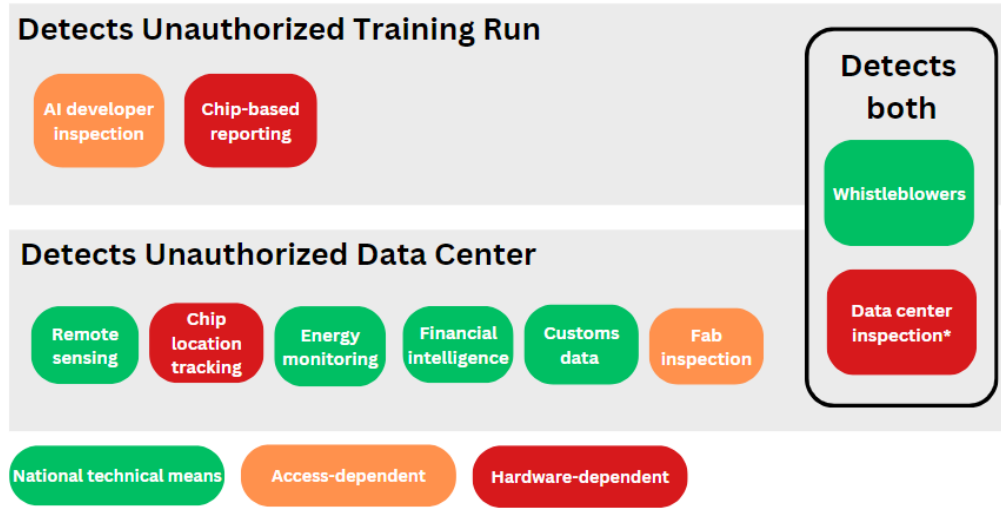 Detects Unauthorized Training Run
AI developer
inspection
Chip-based
reporting
Detects
both
Whistleblowers
Data center
inspection*
Detects Unauthorized Data Center
Remote
sensing
Chip
location
tracking
Energy
monitoring
Financial
intelligence
Customs
data
Fab
inspection
National technical means
Access-dependent
Hardware-dependent